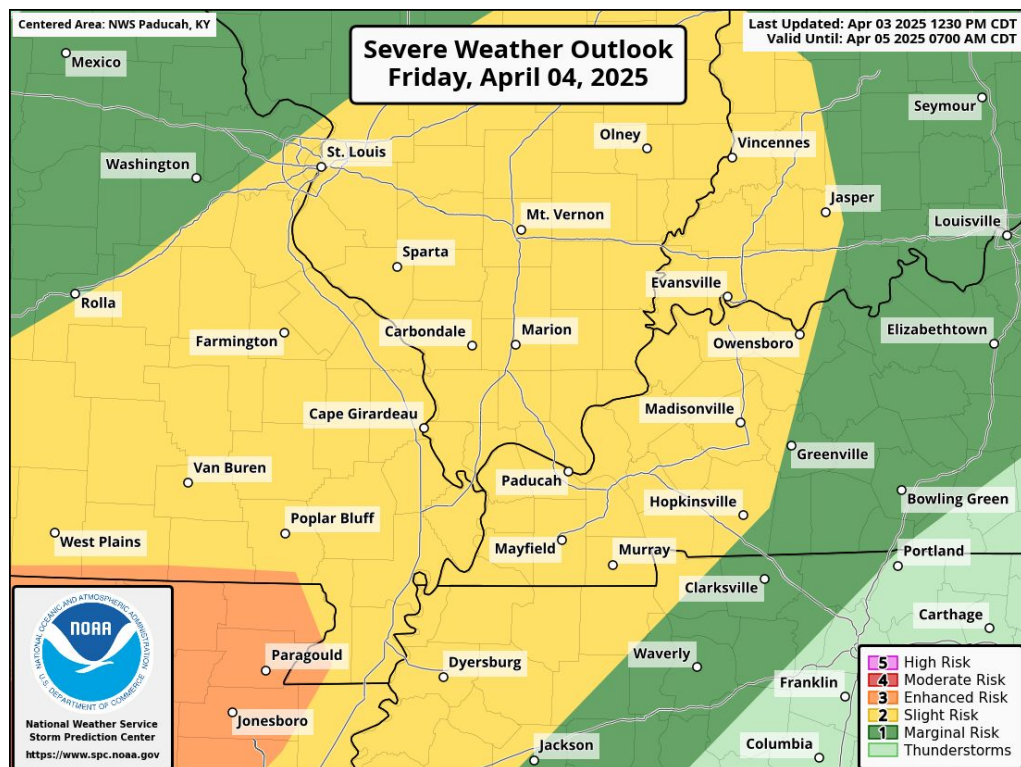 Centered Area: NWS Paducah, KY
Severe Weather Outlook
Friday, April 04, 2025
Last Updated: Apr 03 2025 1230 PM CDT
Valid Until: Apr 05 2025 0700 AM CDT
Mexico
Seymour
Olney
Vincennes
St. Louis
Washington
Jasper
Mt. Vernon
Louisville
Sparta
Evansville
Rolla
Farmington
Carbondale
Marion
Owensboro
Elizabethtown
Cape Girardeau
Madisonville
Greenville
Van Buren
Paducah
Hopkinsville
Bowling Green
Poplar Bluff
West Plains
Mayfield
Murray
Portland
Clarksville
Carthage
Paragould
Dyersburg
Waverly
Franklin
Jonesboro
Jackson
Columbia
NATIONAL OCEANIC AND ATMOSPHERIC ADMINISTRATION
NOAA
U.S. DEPARTMENT OF COMMERCE
National Weather Service
Storm Prediction Center
https://www.spc.noaa.gov
5 High Risk
4 Moderate Risk
3 Enhanced Risk
2 Slight Risk
1 Marginal Risk
Thunderstorms